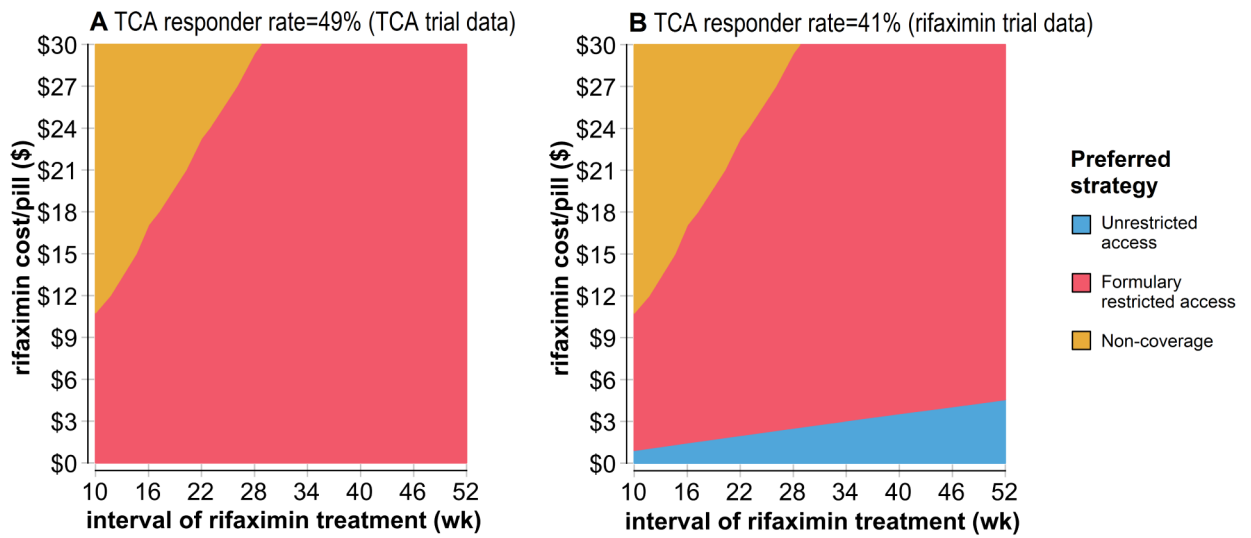 A TCA responder rate=49% (TCA trial data)
$30
$27
$24
$21
$18
$15
$12
$9
$6
$3
$0
rifaximin cost/pill ($)
10 16 22 28 34 40 46 52
interval of rifaximin treatment (wk)
B TCA responder rate=41% (rifaximin trial data)
$30
$27
$24
$21
$18
$15
$12
$9
$6
$3
$0
rifaximin cost/pill ($)
10 16 22 28 34 40 46 52
interval of rifaximin treatment (wk)
Preferred
strategy
Unrestricted
access
Formulary
restricted access
Non-coverage